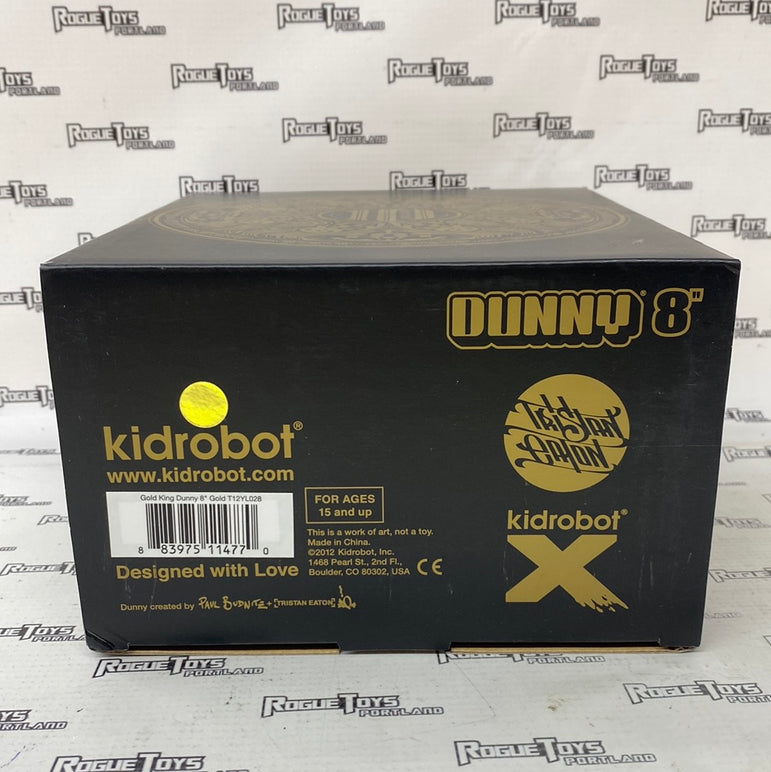 DUNNY® 8"
TRISTAN
EATON
kidrobot®
X
kidrobot®
www.kidrobot.com
Gold King Dunny 8" Gold T12YL028
8 83975 11477 0
FOR AGES
15 and up
This is a work of art, not a toy.
Made in China.
©2012 Kidrobot, Inc.
1468 Pearl St., 2nd Fl.,
Boulder, CO 80302, USA CE
Designed with Love
Dunny created by PAUL BUDNITZ + [TRISTAN EATON]
ROGUE TOYS
PORTLAND